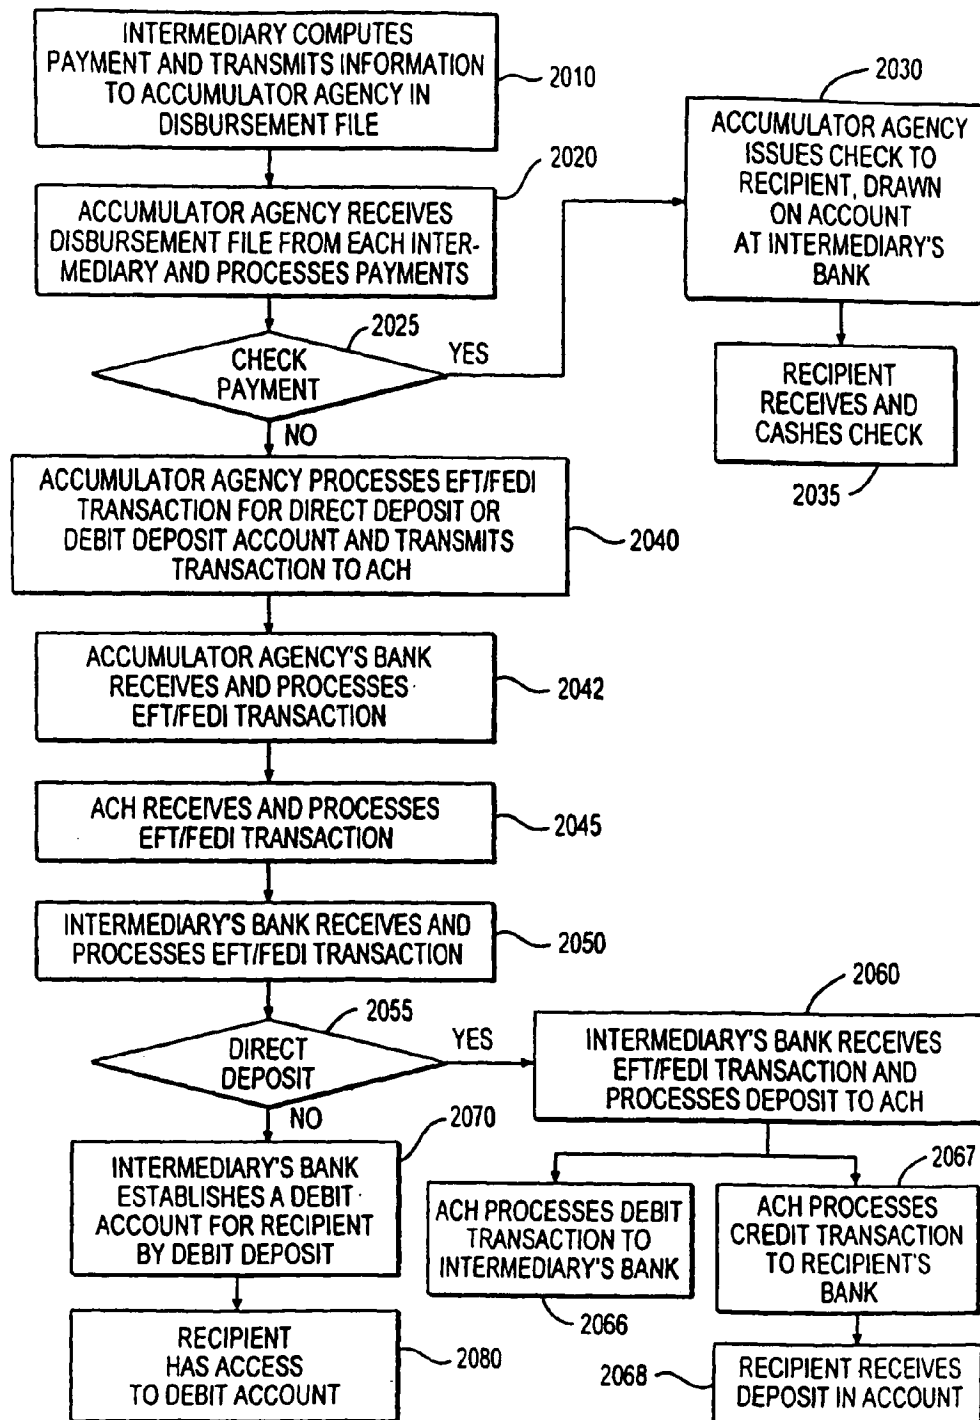 INTERMEDIARY COMPUTES
PAYMENT AND TRANSMITS INFORMATION
TO ACCUMULATOR AGENCY IN
DISBURSEMENT FILE
2010
2020
ACCUMULATOR AGENCY RECEIVES
DISBURSEMENT FILE FROM EACH INTER-
MEDIARY AND PROCESSES PAYMENTS
2025
CHECK
PAYMENT
YES
NO
2030
ACCUMULATOR AGENCY
ISSUES CHECK TO
RECIPIENT, DRAWN
ON ACCOUNT
AT INTERMEDIARY'S
BANK
RECIPIENT
RECEIVES AND
CASHES CHECK
2035
ACCUMULATOR AGENCY PROCESSES EFT/FEDI
TRANSACTION FOR DIRECT DEPOSIT OR
DEBIT DEPOSIT ACCOUNT AND TRANSMITS
TRANSACTION TO ACH
2040
ACCUMULATOR AGENCY'S BANK
RECEIVES AND PROCESSES
EFT/FEDI TRANSACTION
2042
ACH RECEIVES AND PROCESSES
EFT/FEDI TRANSACTION
2045
INTERMEDIARY'S BANK RECEIVES AND
PROCESSES EFT/FEDI TRANSACTION
2050
2055
DIRECT
DEPOSIT
YES
NO
2060
INTERMEDIARY'S BANK RECEIVES
EFT/FEDI TRANSACTION AND
PROCESSES DEPOSIT TO ACH
2070
INTERMEDIARY'S BANK
ESTABLISHES A DEBIT
ACCOUNT FOR RECIPIENT
BY DEBIT DEPOSIT
ACH PROCESSES DEBIT
TRANSACTION TO
INTERMEDIARY'S BANK
2066
2067
ACH PROCESSES
CREDIT TRANSACTION
TO RECIPIENT'S
BANK
RECIPIENT
HAS ACCESS
TO DEBIT ACCOUNT
2080
2068
RECIPIENT RECEIVES
DEPOSIT IN ACCOUNT